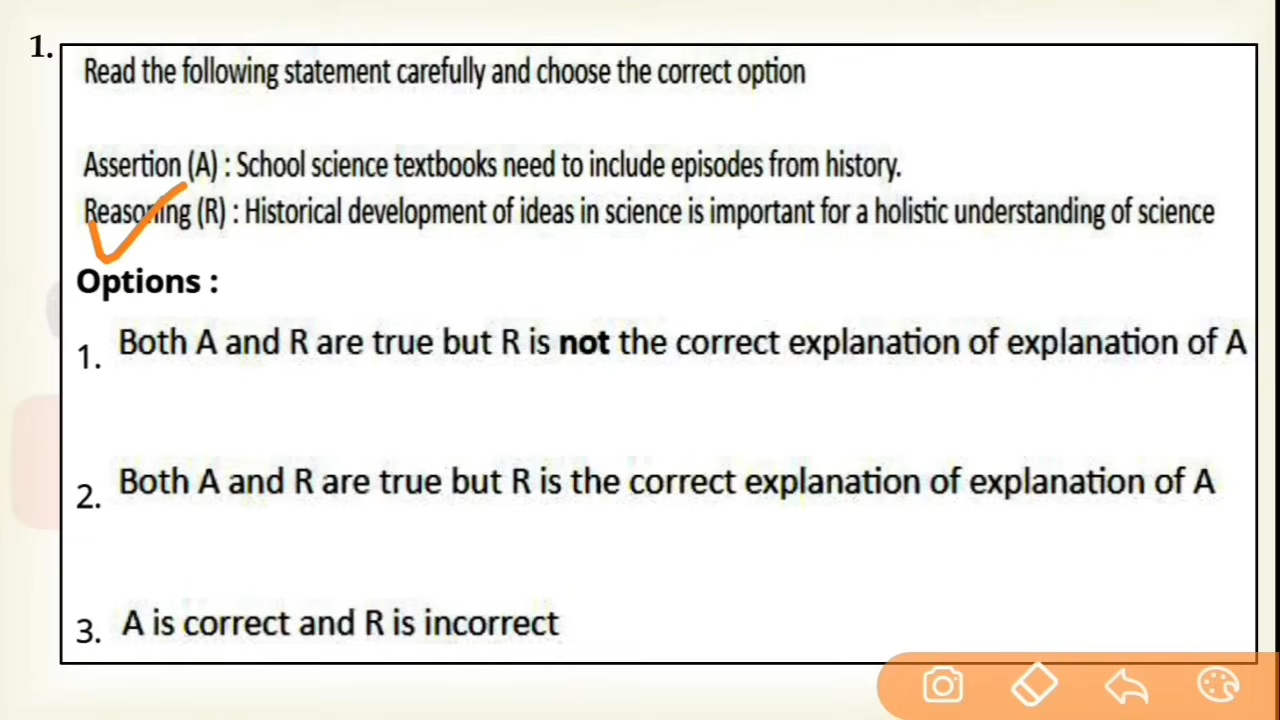 1.
Read the following statement carefully and choose the correct option
Assertion (A) : School science textbooks need to include episodes from history.
Reasoning (R) : Historical development of ideas in science is important for a holistic understanding of science
Options :
1. Both A and R are true but R is not the correct explanation of explanation of A
2. Both A and R are true but R is the correct explanation of explanation of A
3. A is correct and R is incorrect